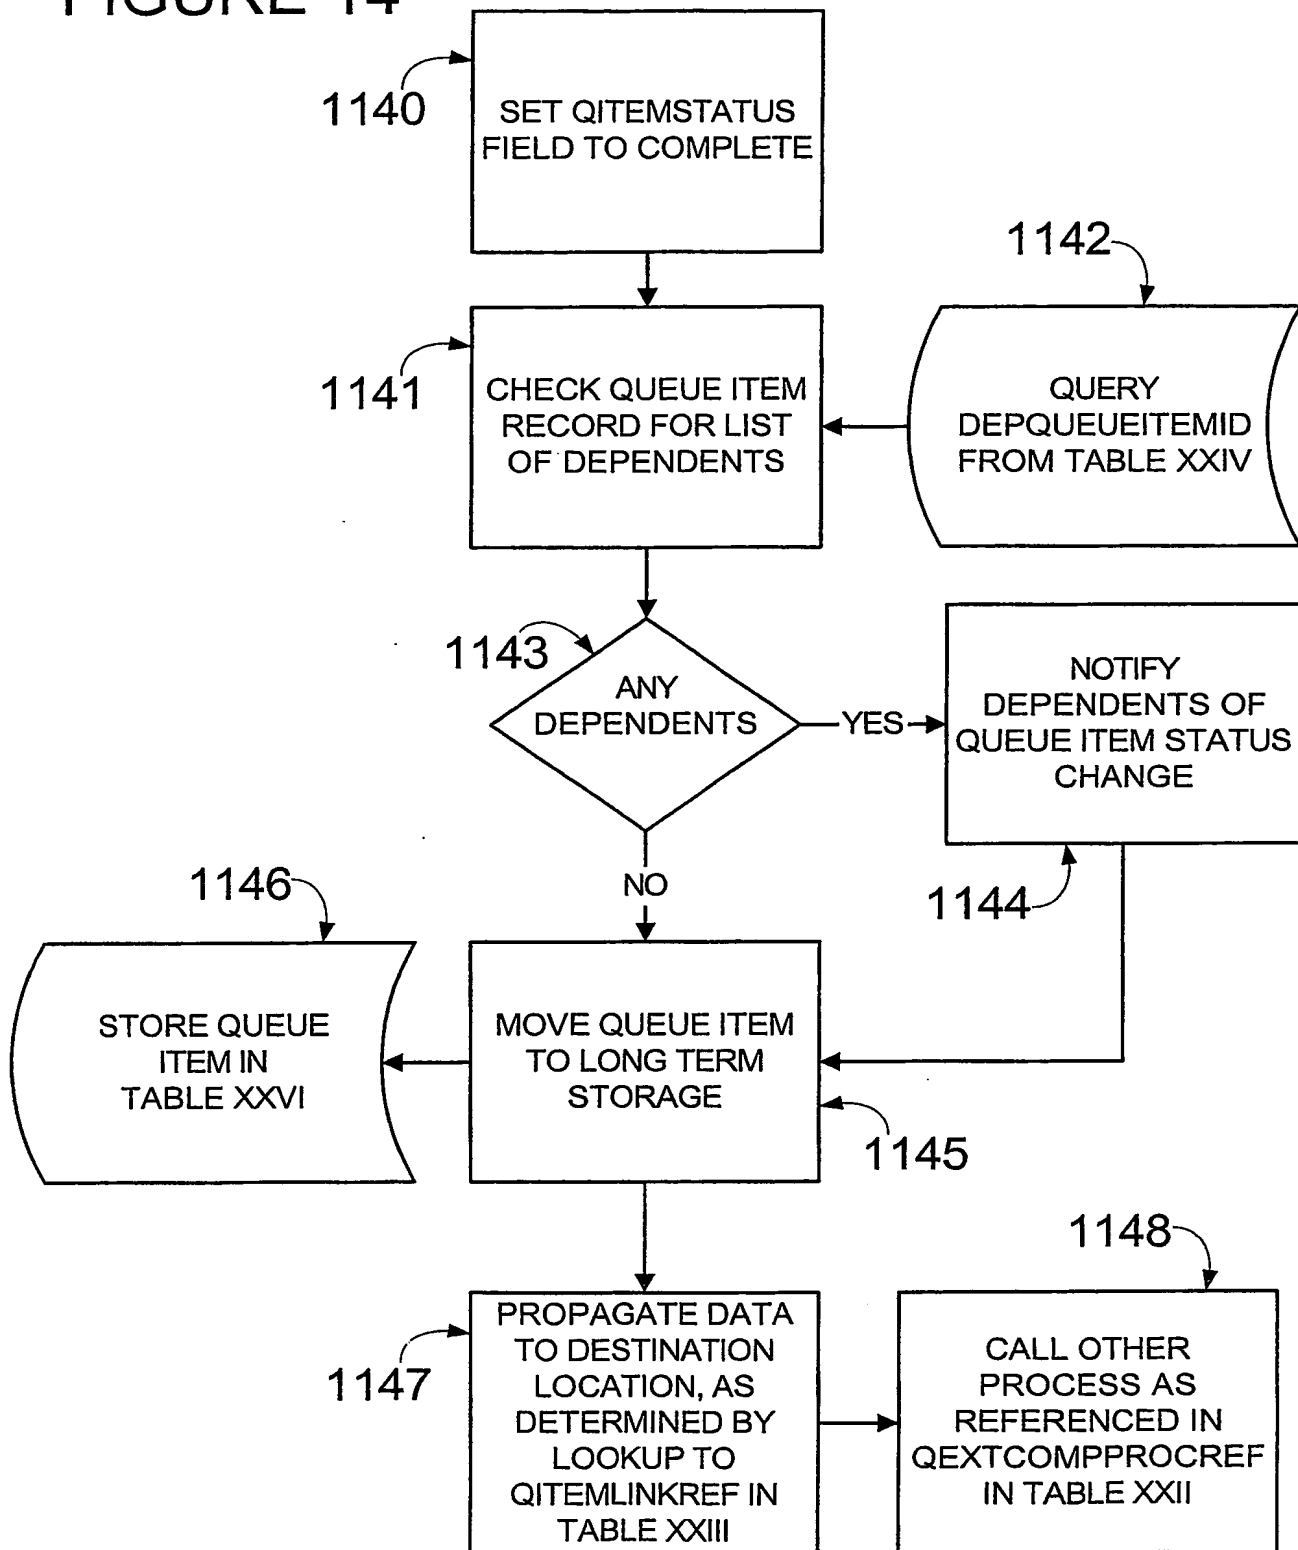 FIGURE 14
1140
SET QITEMSTATUS
FIELD TO COMPLETE
1142
1141
CHECK QUEUE ITEM
RECORD FOR LIST
OF DEPENDENTS
QUERY
DEPQUEUEITEMID
FROM TABLE XXIV
1143
ANY
DEPENDENTS
YES
NOTIFY
DEPENDENTS OF
QUEUE ITEM STATUS
CHANGE
1144
NO
1146
STORE QUEUE
ITEM IN
TABLE XXVI
MOVE QUEUE ITEM
TO LONG TERM
STORAGE
1145
1148
1147
PROPAGATE DATA
TO DESTINATION
LOCATION, AS
DETERMINED BY
LOOKUP TO
QITEMLINKREF IN
TABLE XXIII
CALL OTHER
PROCESS AS
REFERENCED IN
QEXTCOMPPROCREF
IN TABLE XXII